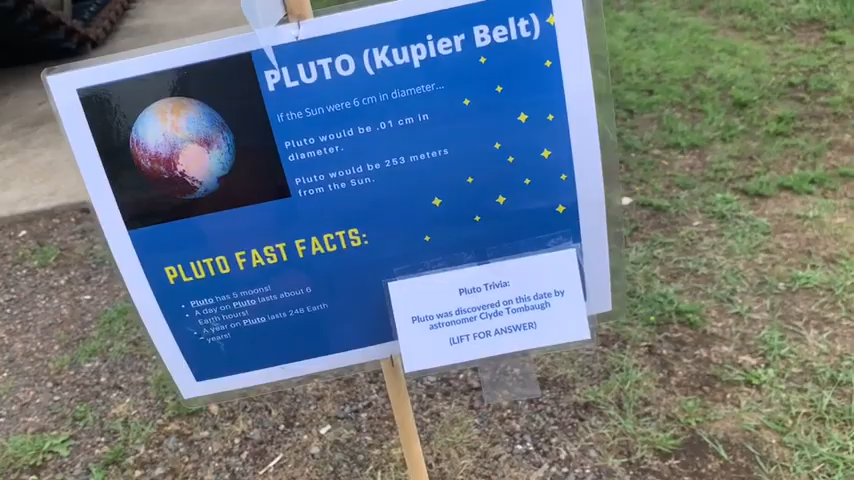 PLUTO (Kupier Belt)
If the Sun were 6 cm in diameter...
Pluto would be .01 cm in
diameter.
Pluto would be 253 meters
from the Sun.
PLUTO FAST FACTS:
• Pluto has 5 moons!
• A day on Pluto lasts about 6
Earth hours!
• A year on Pluto lasts 248 Earth
years!
Pluto Trivia:
Pluto was discovered on this date by
astronomer Clyde Tombaugh
(LIFT FOR ANSWER)